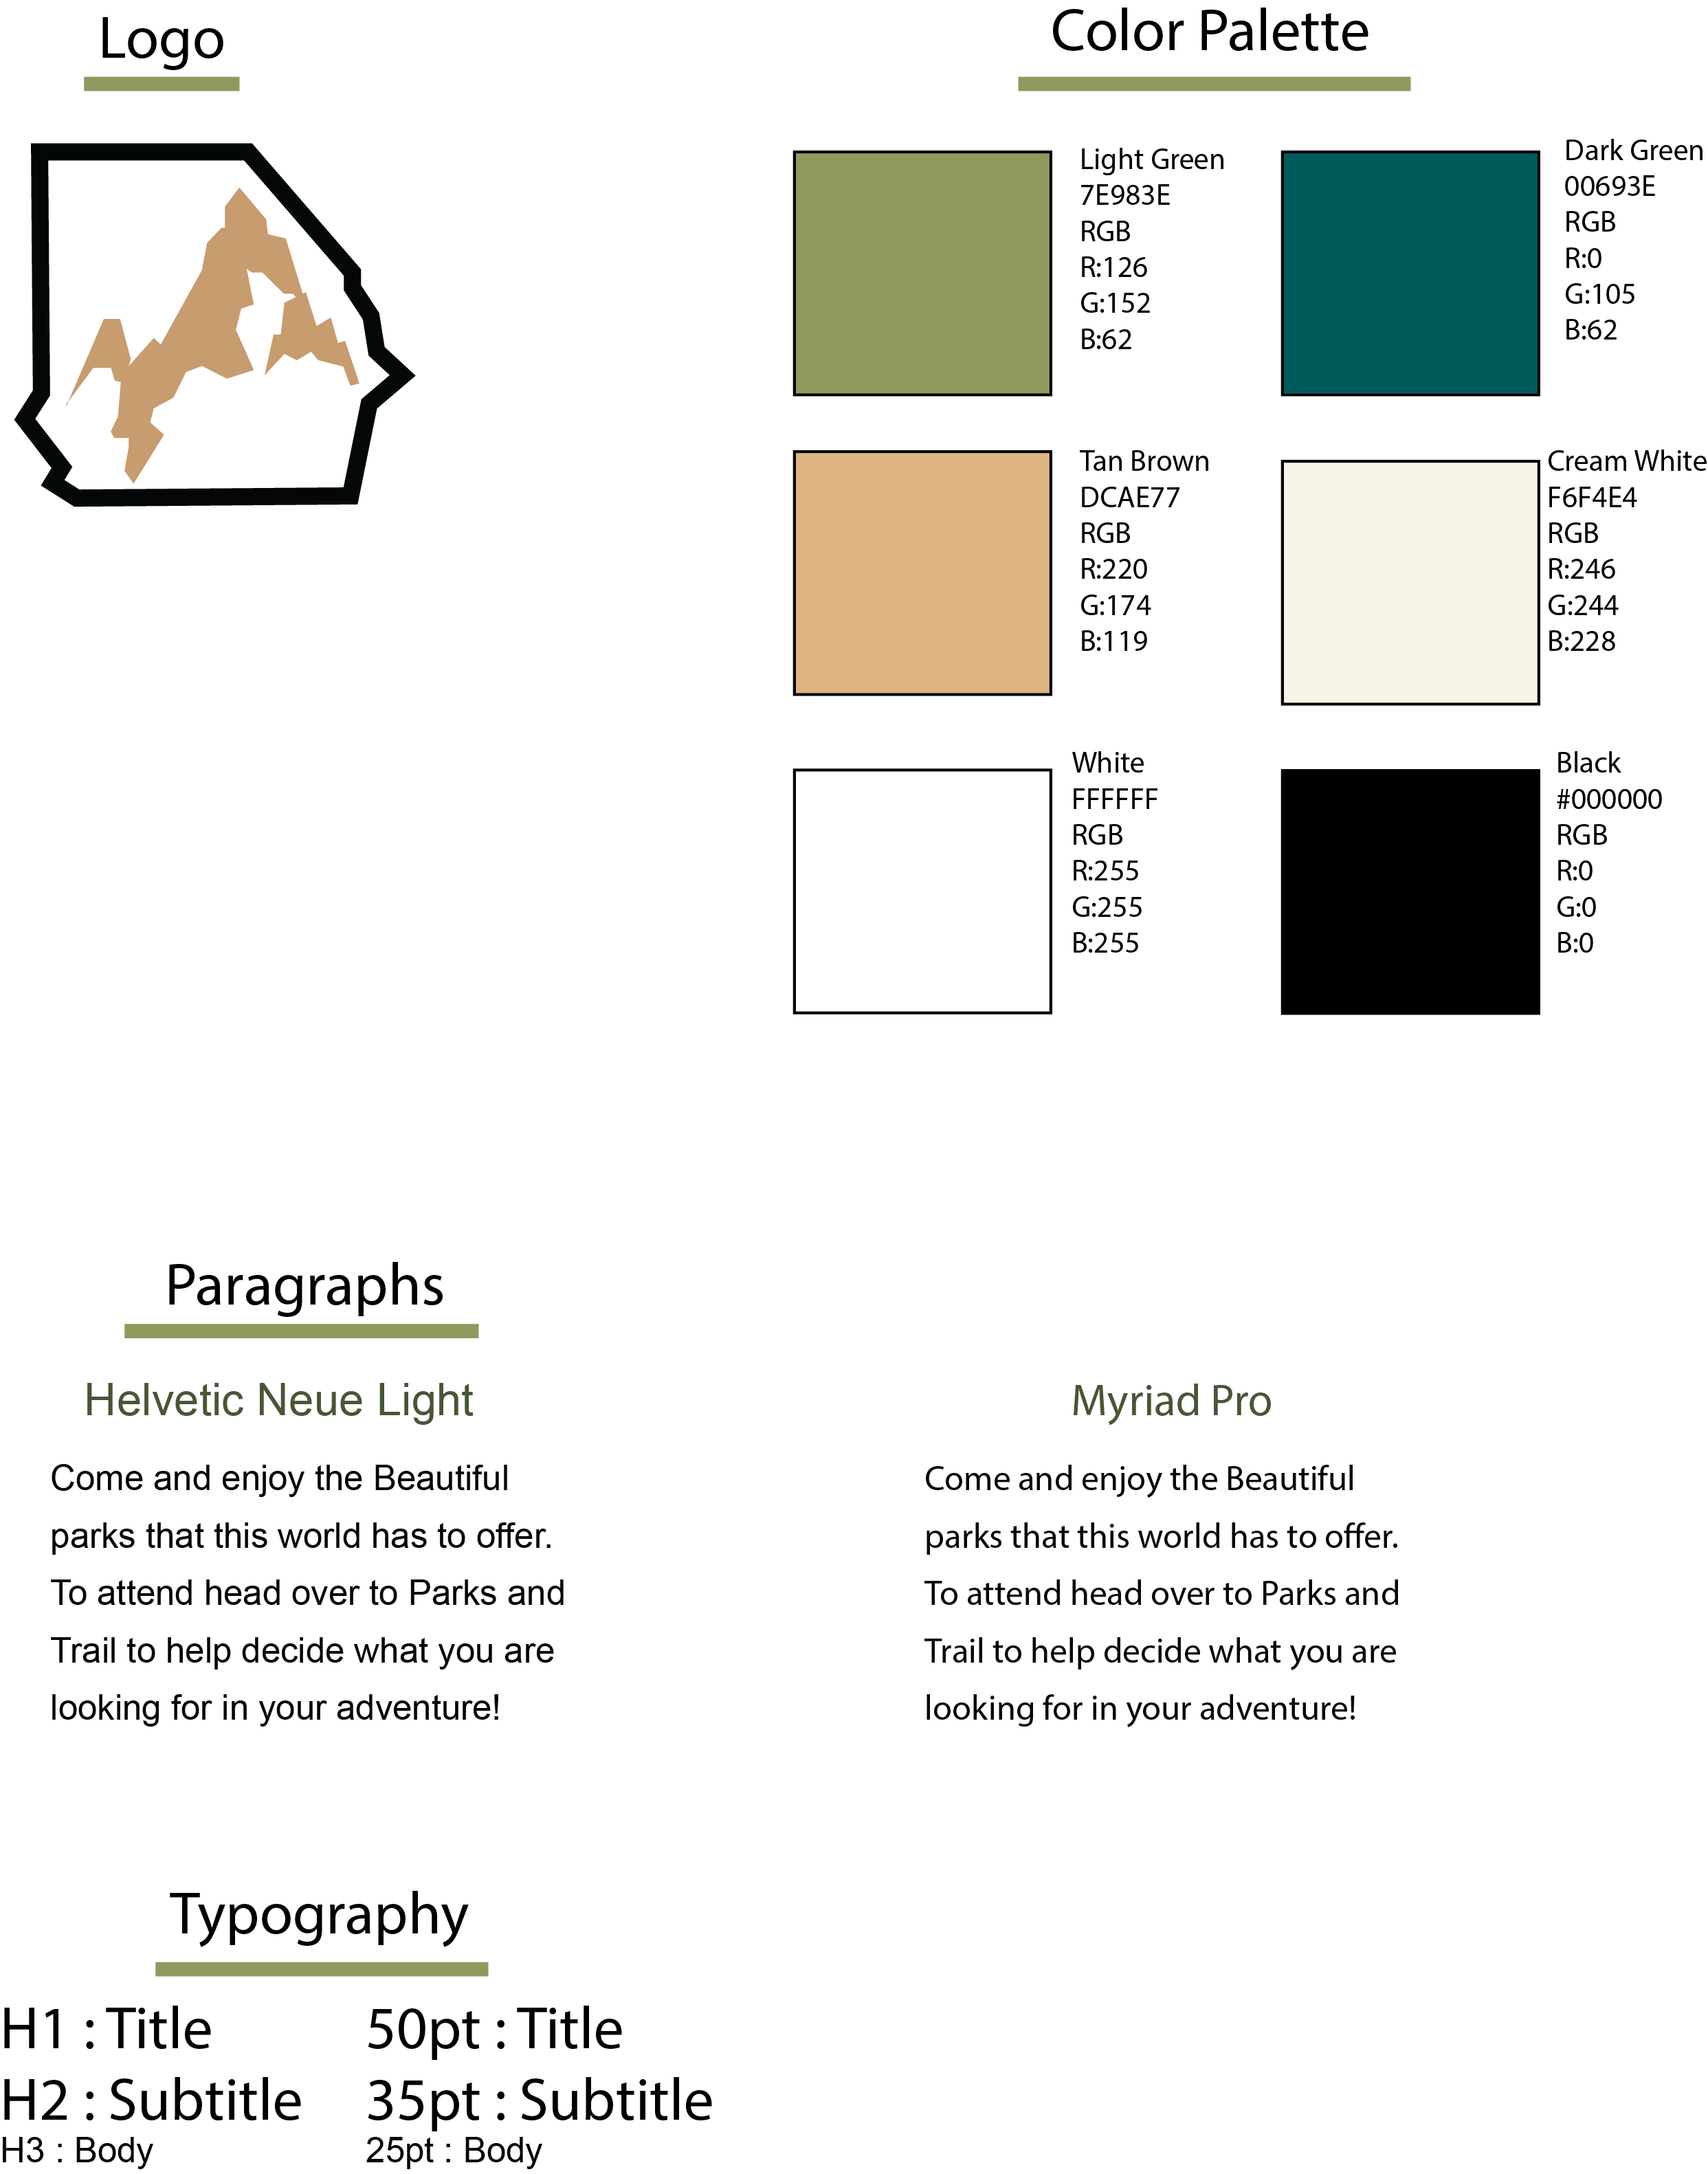 Logo
Color Palette
Light Green
7E983E
RGB
R:126
G:152
B:62
Dark Green
00693E
RGB
R:0
G:105
B:62
Tan Brown
DCAE77
RGB
R:220
G:174
B:119
Cream White
F6F4E4
RGB
R:246
G:244
B:228
White
FFFFFF
RGB
R:255
G:255
B:255
Black
#000000
RGB
R:0
G:0
B:0
Paragraphs
Helvetic Neue Light
Come and enjoy the Beautiful
parks that this world has to offer.
To attend head over to Parks and
Trail to help decide what you are
looking for in your adventure!
Myriad Pro
Come and enjoy the Beautiful
parks that this world has to offer.
To attend head over to Parks and
Trail to help decide what you are
looking for in your adventure!
Typography
H1 : Title
50pt : Title
H2 : Subtitle
35pt : Subtitle
H3 : Body
25pt : Body